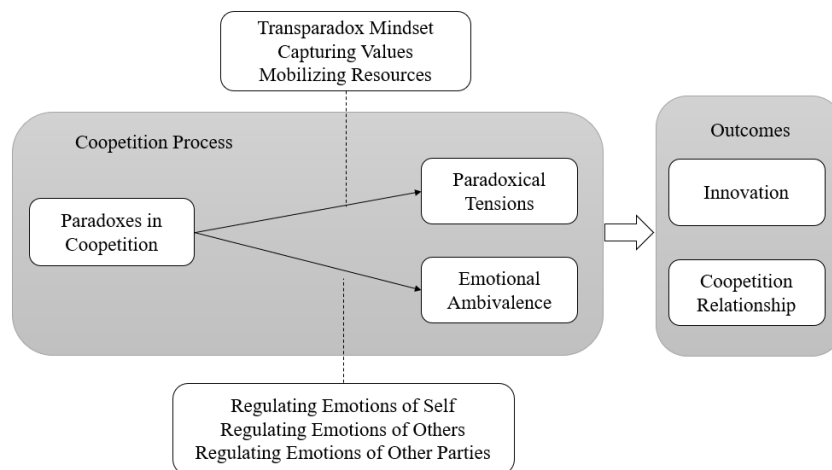 Transparadox Mindset
Capturing Values
Mobilizing Resources
Coopetition Process
Paradoxes in
Coopetition
Paradoxical
Tensions
Emotional
Ambivalence
Outcomes
Innovation
Coopetition
Relationship
Regulating Emotions of Self
Regulating Emotions of Others
Regulating Emotions of Other Parties